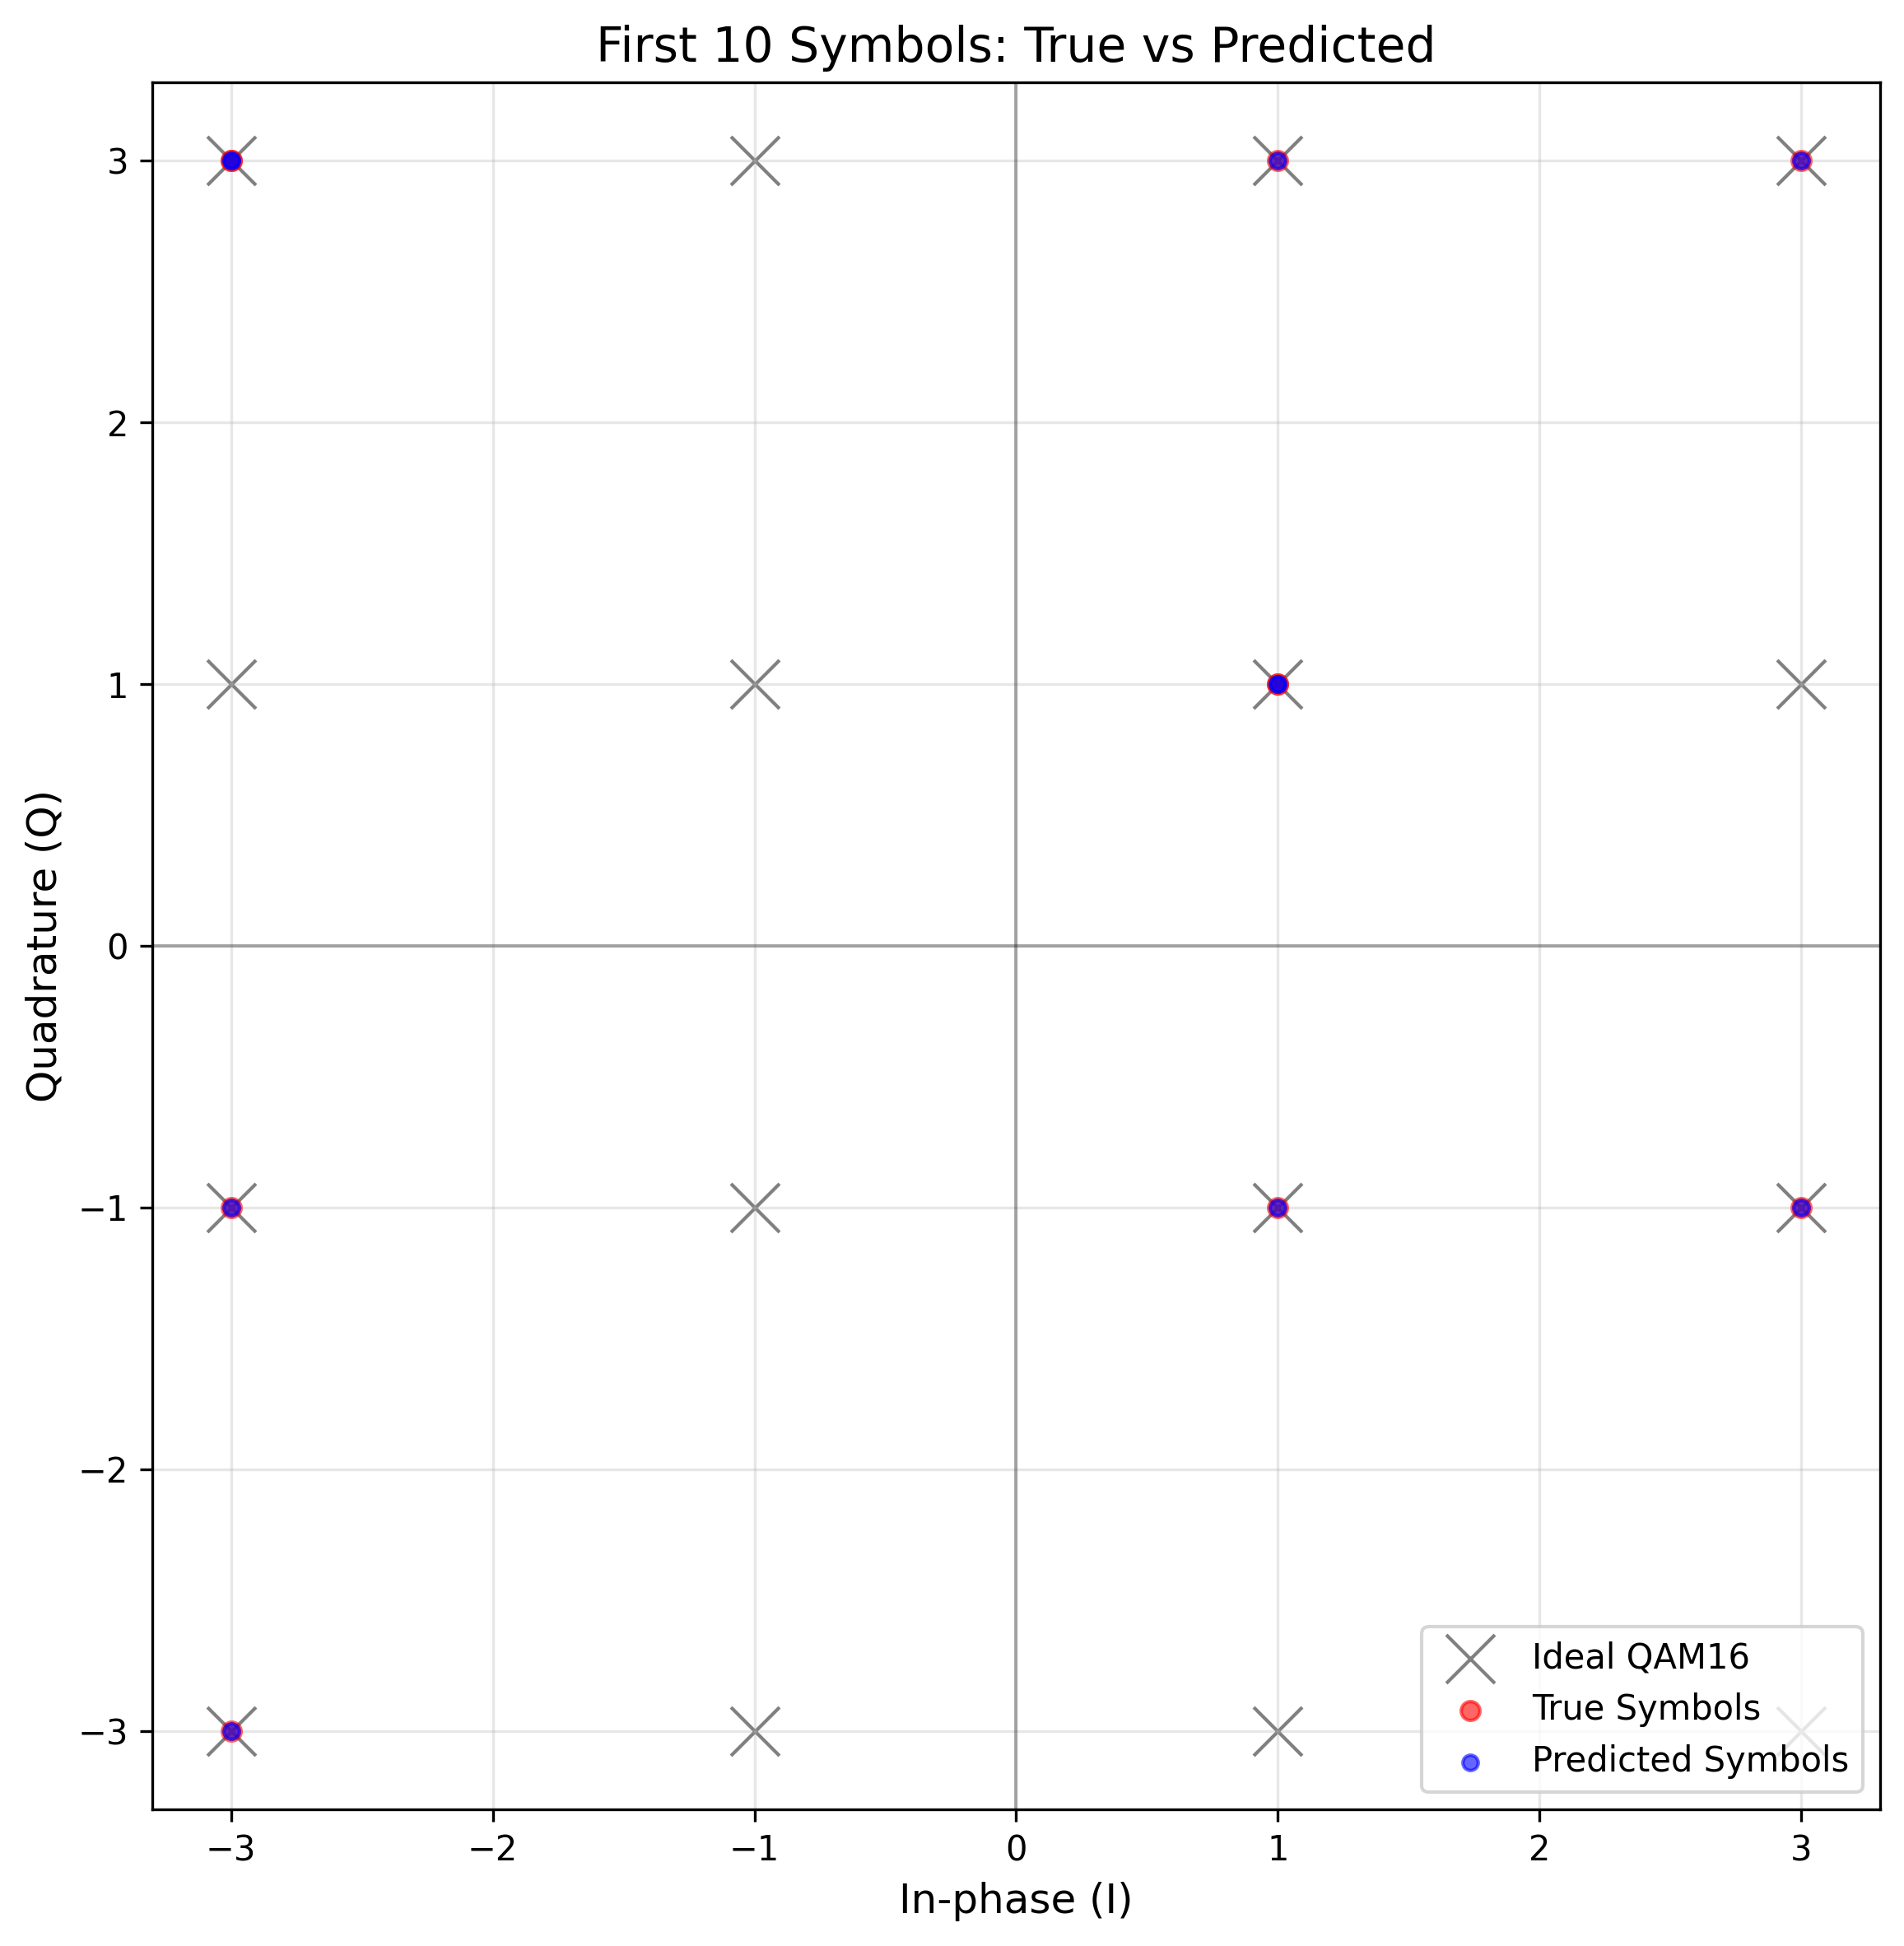 First 10 Symbols: True vs Predicted
3
2
1
0
−1
−2
−3
Quadrature (Q)
Ideal QAM16
True Symbols
Predicted Symbols
−3
−2
−1
0
1
2
3
In-phase (I)